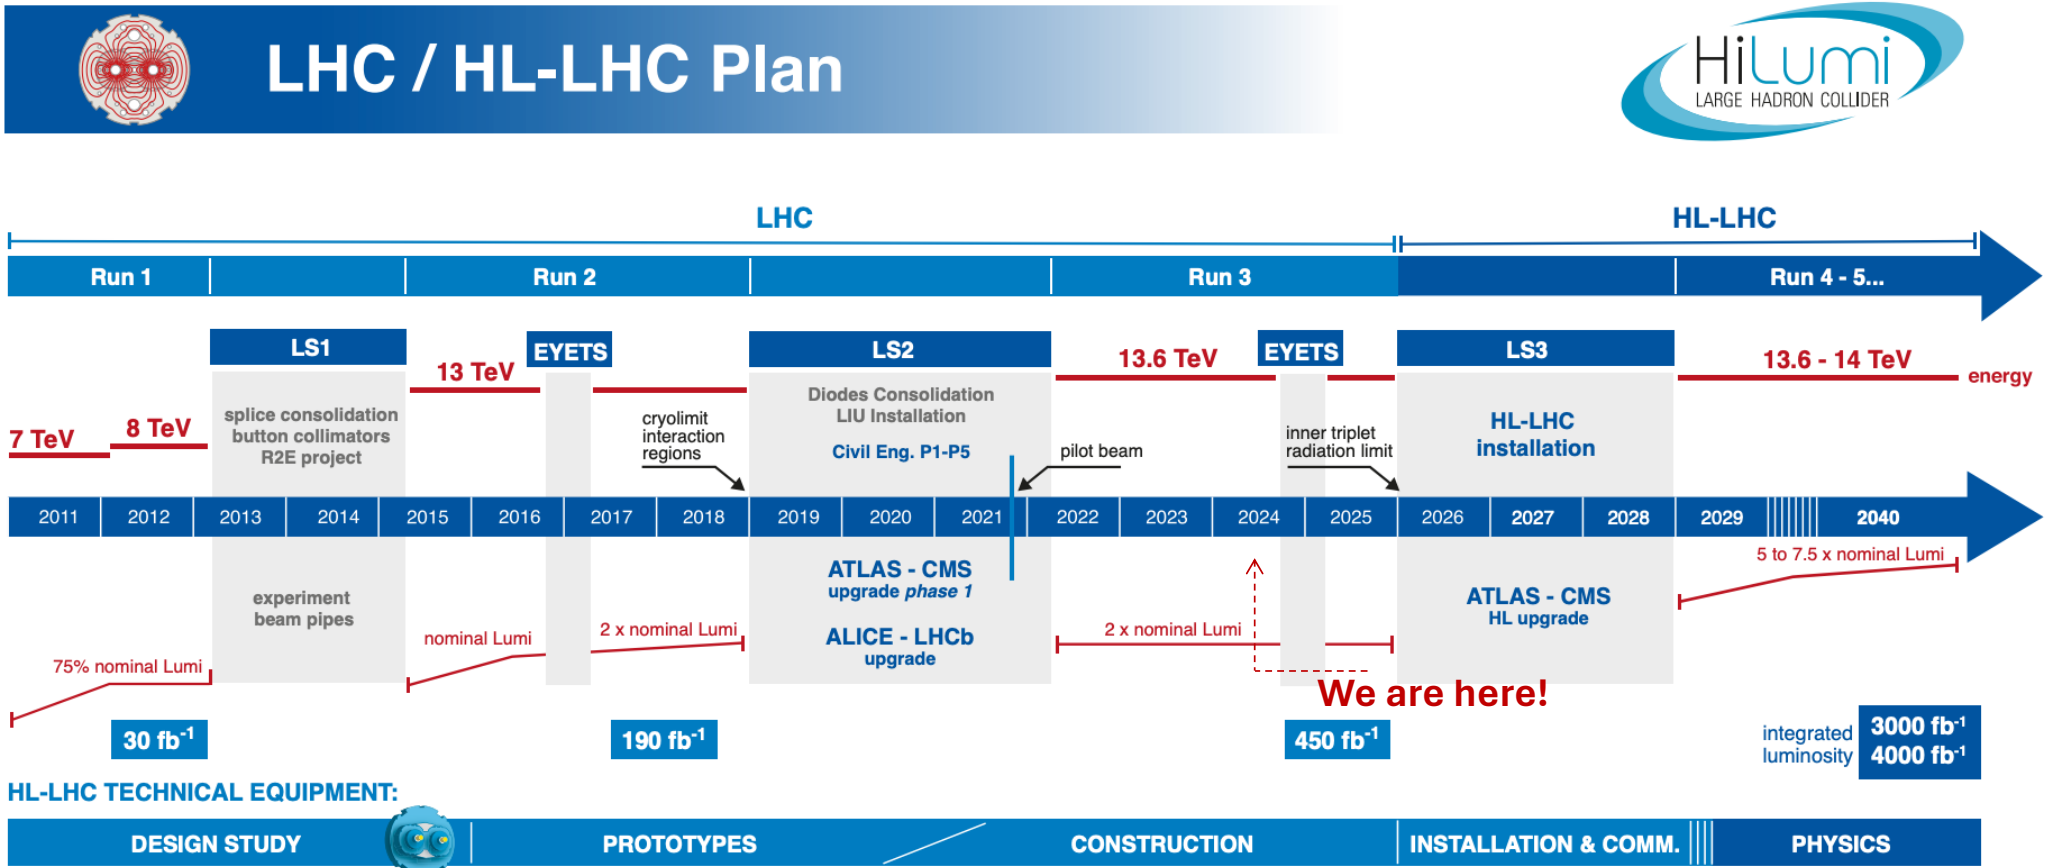 LHC / HL-LHC Plan
HiLumi
LARGE HADRON COLLIDER
LHC
HL-LHC
Run 1
Run 2
Run 3
Run 4 - 5...
LS1
EYETS
LS2
EYETS
LS3
7 TeV
8 TeV
13 TeV
13.6 TeV
13.6 - 14 TeV
energy
splice consolidation
button collimators
R2E project
cryolimit
interaction
regions
Diodes Consolidation
LIU Installation
Civil Eng. P1-P5
pilot beam
inner triplet
radiation limit
HL-LHC
installation
2011
2012
2013
2014
2015
2016
2017
2018
2019
2020
2021
2022
2023
2024
2025
2026
2027
2028
2029
2040
experiment
beam pipes
ATLAS - CMS
upgrade phase 1
ALICE - LHCb
upgrade
ATLAS - CMS
HL upgrade
75% nominal Lumi
nominal Lumi
2 x nominal Lumi
2 x nominal Lumi
5 to 7.5 x nominal Lumi
We are here!
30 fb⁻¹
190 fb⁻¹
450 fb⁻¹
integrated
luminosity
3000 fb⁻¹
4000 fb⁻¹
HL-LHC TECHNICAL EQUIPMENT:
DESIGN STUDY
PROTOTYPES
CONSTRUCTION
INSTALLATION & COMM.
PHYSICS